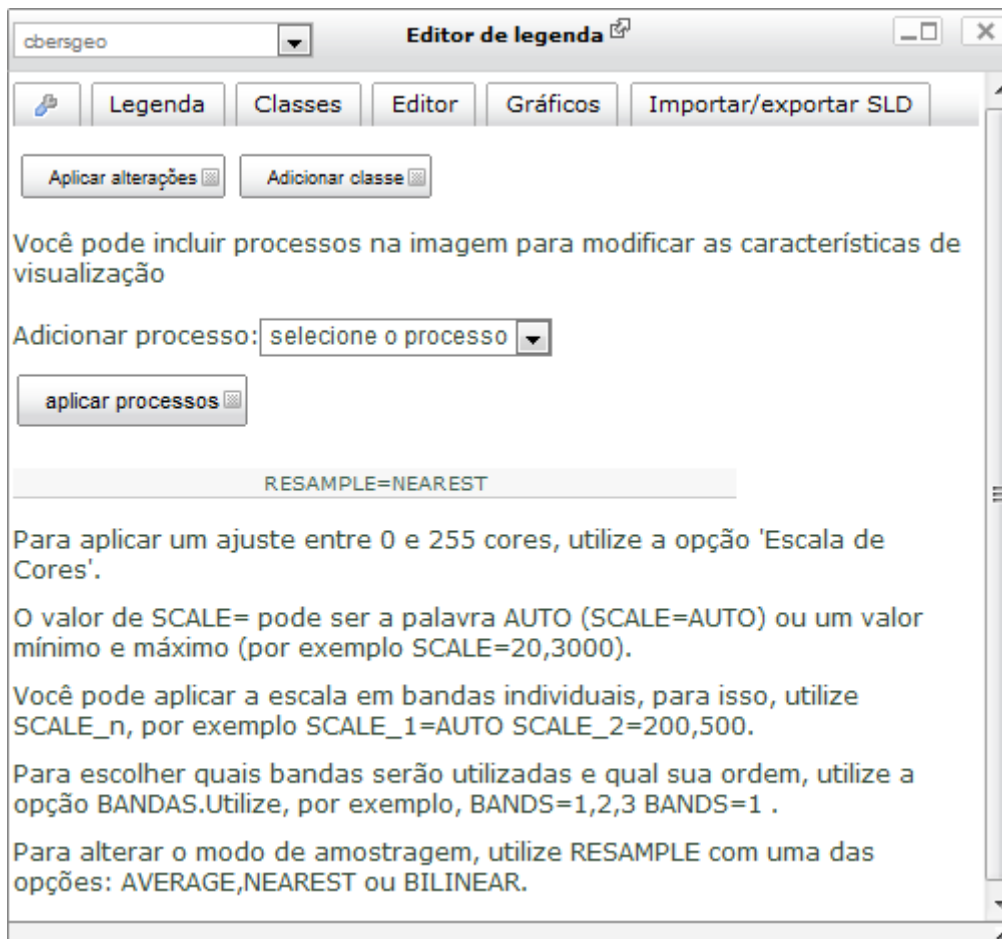 cbersgeo
Editor de legenda
Legenda
Classes
Editor
Gráficos
Importar/exportar SLD
Aplicar alterações
Adicionar classe
Você pode incluir processos na imagem para modificar as características de
visualização
Adicionar processo: selecione o processo
aplicar processos
RESAMPLE=NEAREST
Para aplicar um ajuste entre 0 e 255 cores, utilize a opção 'Escala de
Cores'.
O valor de SCALE= pode ser a palavra AUTO (SCALE=AUTO) ou um valor
mínimo e máximo (por exemplo SCALE=20,3000).
Você pode aplicar a escala em bandas individuais, para isso, utilize
SCALE_n, por exemplo SCALE_1=AUTO SCALE_2=200,500.
Para escolher quais bandas serão utilizadas e qual sua ordem, utilize a
opção BANDAS.Utilize, por exemplo, BANDS=1,2,3 BANDS=1 .
Para alterar o modo de amostragem, utilize RESAMPLE com uma das
opções: AVERAGE,NEAREST ou BILINEAR.